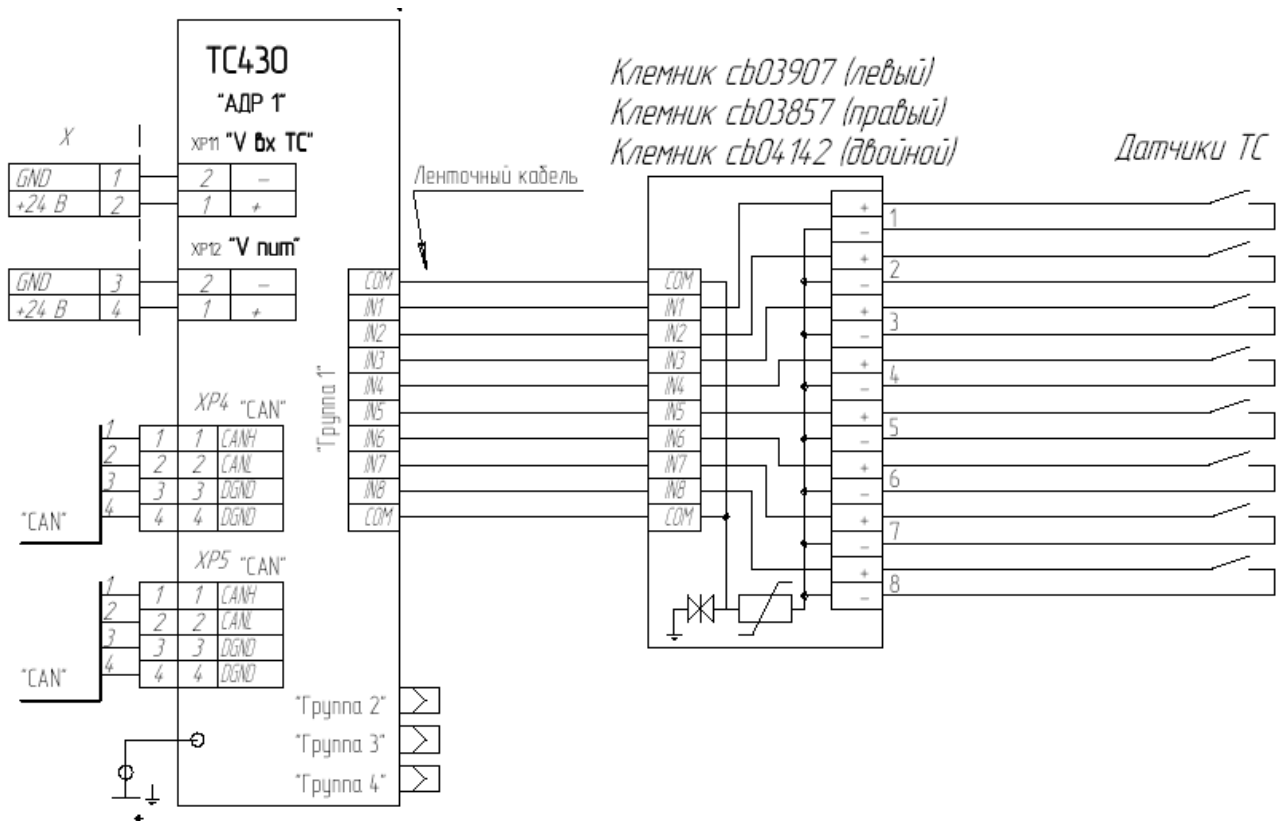 ТС430
"АДР 1"
X
XP11 "V вх ТС"
GND 1 2 –
+24 В 2 1 +
XP12 "V пит"
GND 3 2 –
+24 В 4 1 +
XP4 "CAN"
1 1 1 CANH
2 2 2 CANL
3 3 3 DGND
4 4 4 DGND
"CAN"
XP5 "CAN"
1 1 1 CANH
2 2 2 CANL
3 3 3 DGND
4 4 4 DGND
"CAN"
"Группа 1"
COM
IN1
IN2
IN3
IN4
IN5
IN6
IN7
IN8
COM
"Группа 2"
"Группа 3"
"Группа 4"
Ленточный кабель
Клемник cb03907 (левый)
Клемник cb03857 (правый)
Клемник cb04142 (двойной)
COM
IN1
IN2
IN3
IN4
IN5
IN6
IN7
IN8
COM
+
– 1
+
– 2
+
– 3
+
– 4
+
– 5
+
– 6
+
– 7
+
– 8
Датчики ТС